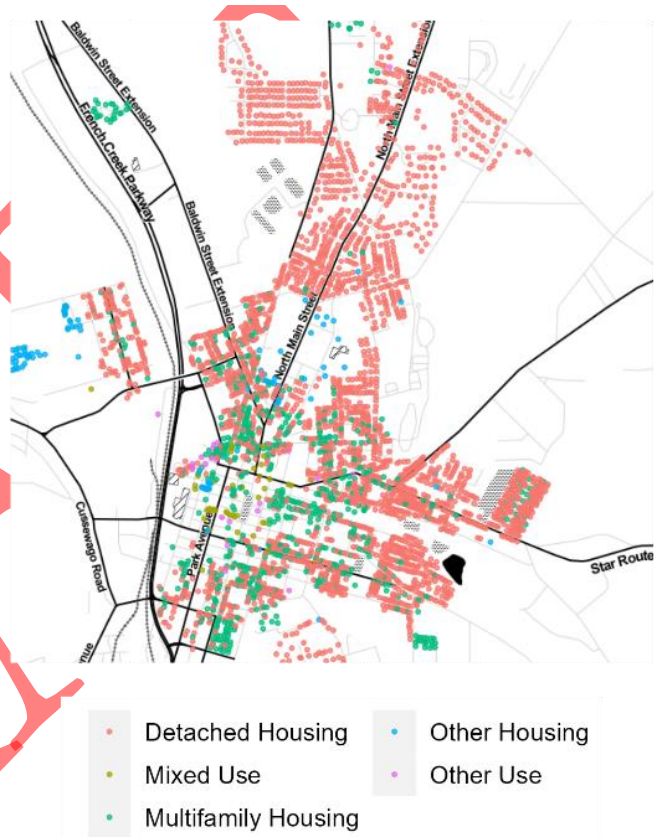 Baldwin Street Extension
North Main Street Extension
French Creek Parkway
Baldwin Street Extension
North Main Street
Cussewago Road
Park Avenue
Star Route
nue
Detached Housing
Other Housing
Mixed Use
Other Use
Multifamily Housing